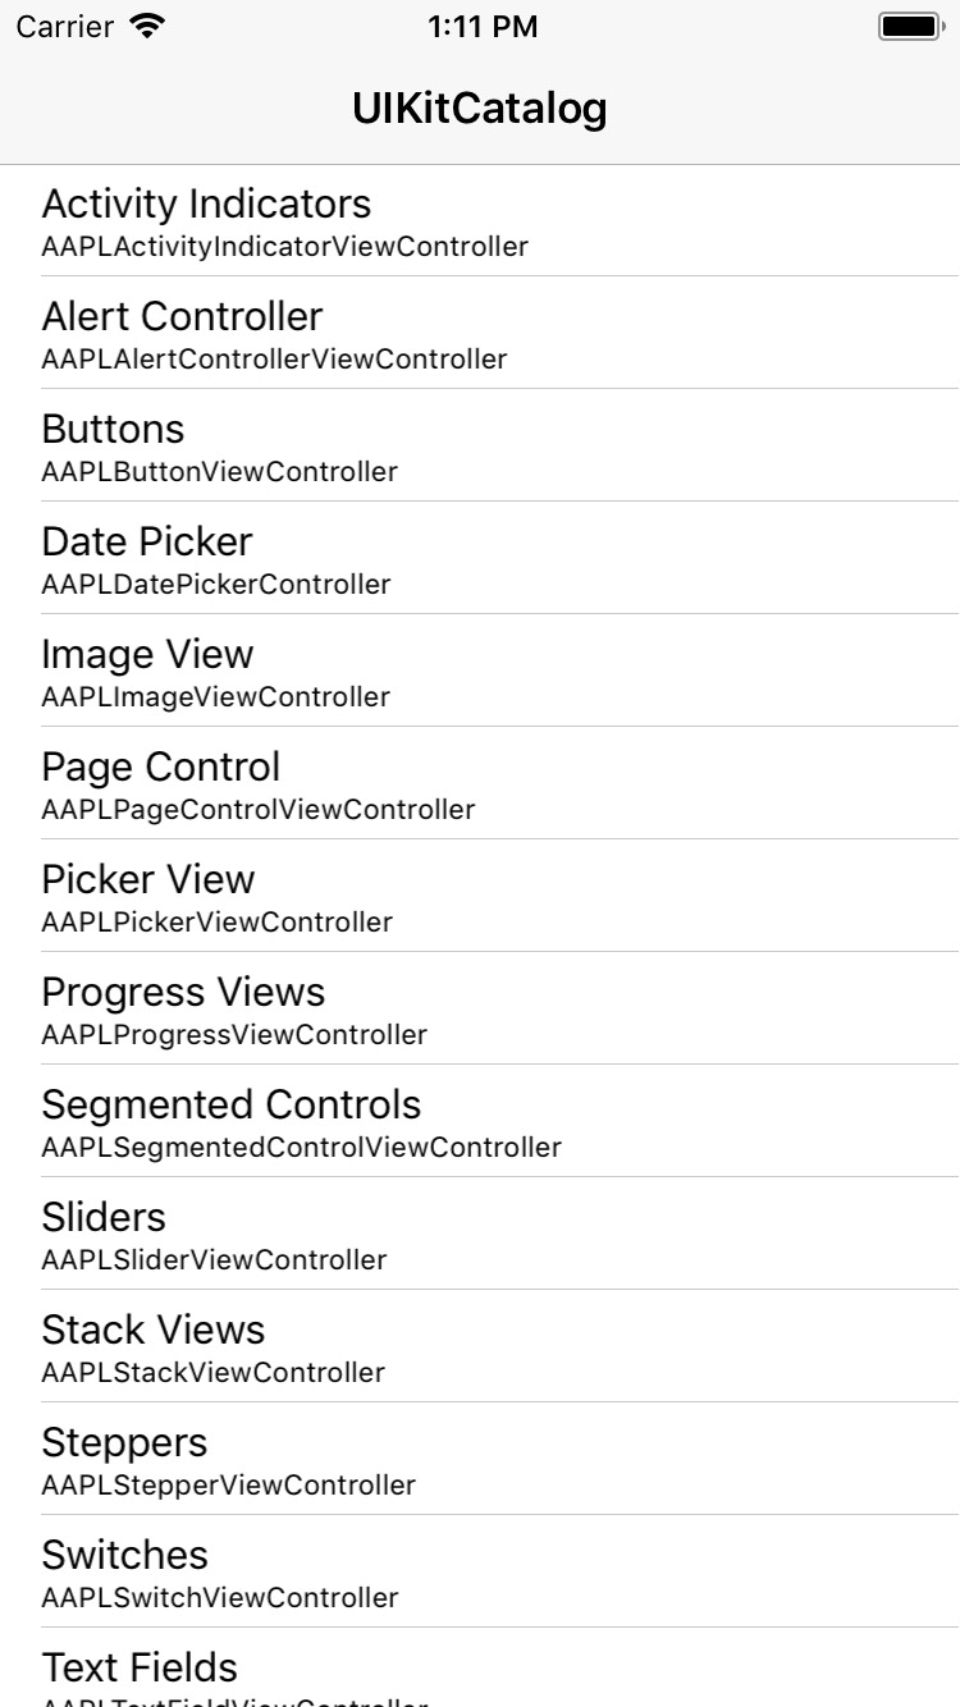 Carrier 1:11 PM
UIKitCatalog
Activity Indicators
AAPLActivityIndicatorViewController
Alert Controller
AAPLAlertControllerViewController
Buttons
AAPLButtonViewController
Date Picker
AAPLDatePickerController
Image View
AAPLImageViewController
Page Control
AAPLPageControlViewController
Picker View
AAPLPickerViewController
Progress Views
AAPLProgressViewController
Segmented Controls
AAPLSegmentedControlViewController
Sliders
AAPLSliderViewController
Stack Views
AAPLStackViewController
Steppers
AAPLStepperViewController
Switches
AAPLSwitchViewController
Text Fields
AAPLTextFieldViewController